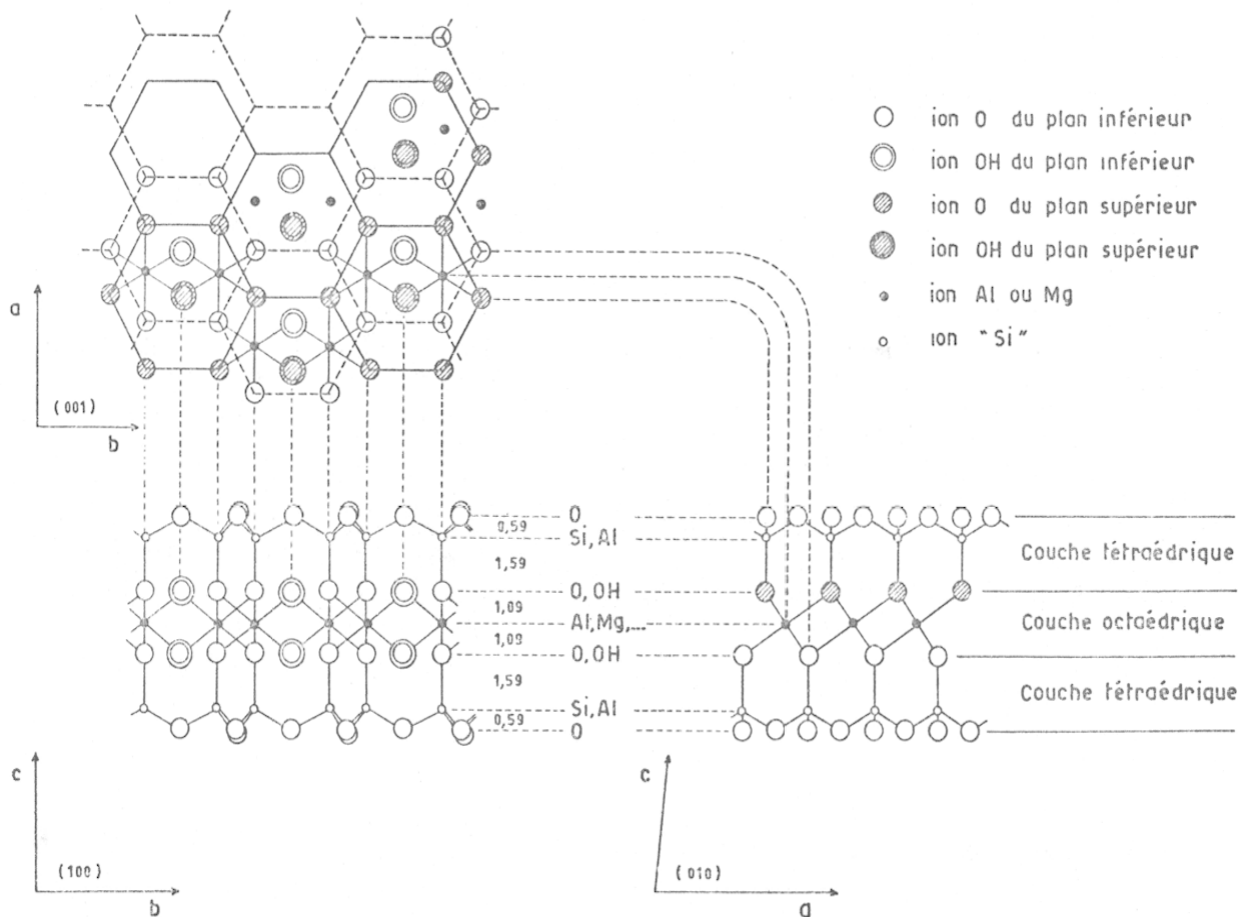 ion O du plan inférieur
ion OH du plan inférieur
ion O du plan supérieur
ion OH du plan supérieur
ion Al ou Mg
ion "Si"
a
(001)
b
O
0,59
Si,Al
1,59
O,OH
1,09
Al,Mg,...
1,09
O,OH
1,59
Si,Al
0,59
O
Couche tétraédrique
Couche octaédrique
Couche tétraédrique
c
(100)
b
c
(010)
a